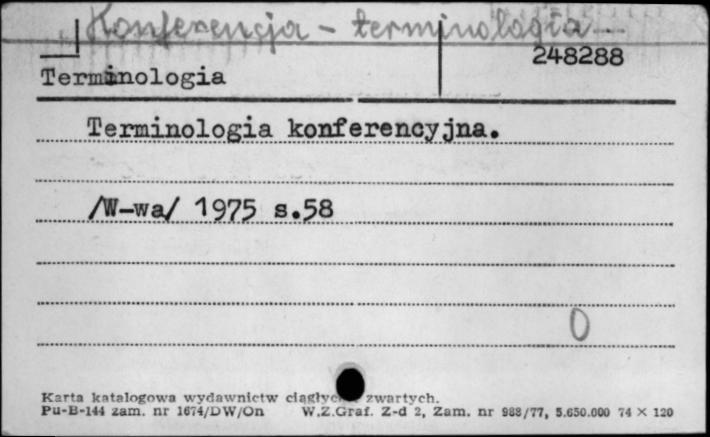 Konferencja - terminologia
248288
Terminologia
Terminologia konferencyjna.
/W-wa/ 1975 s.58
0
Karta katalogowa wydawnictw ciągłych zwartych.
Pu-B-144 zam. nr 1674/DW/On W.Z.Graf. Z-d 2, Zam. nr 988/77, 5.650.000 74 × 120